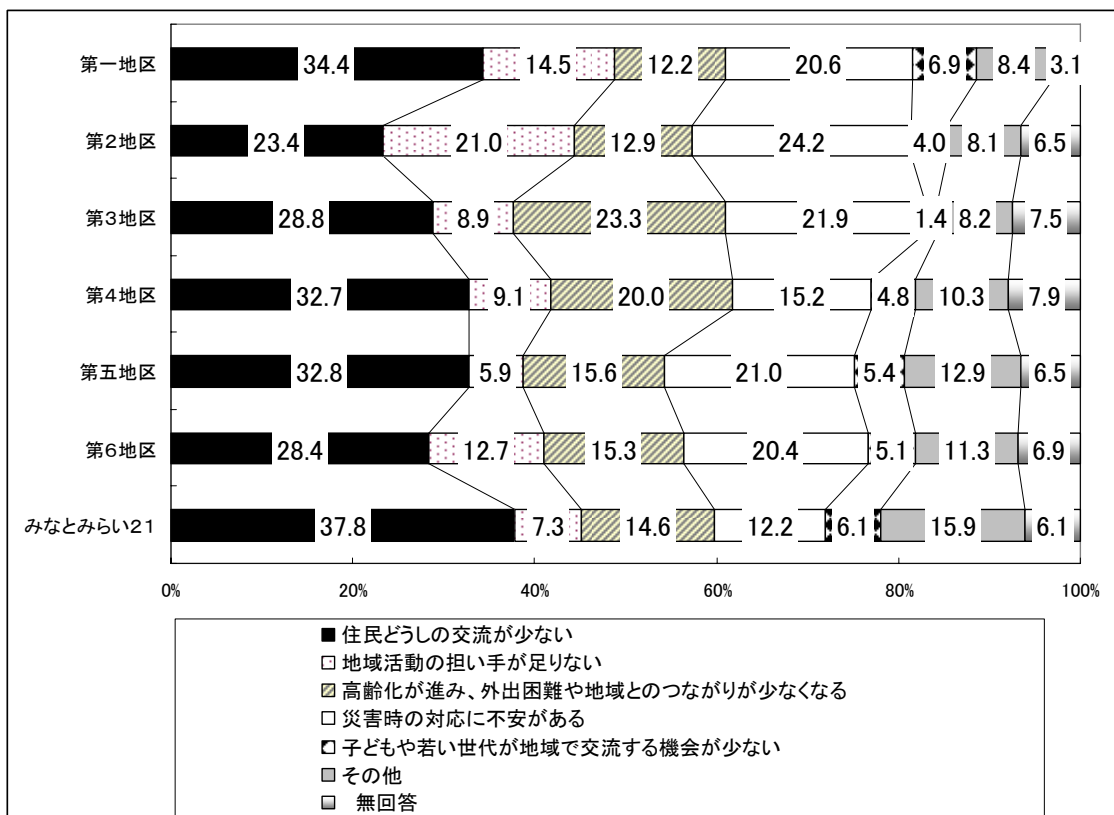 第一地区 34.4 14.5 12.2 20.6 6.9 8.4 3.1
第2地区 23.4 21.0 12.9 24.2 4.0 8.1 6.5
第3地区 28.8 8.9 23.3 21.9 1.4 8.2 7.5
第4地区 32.7 9.1 20.0 15.2 4.8 10.3 7.9
第五地区 32.8 5.9 15.6 21.0 5.4 12.9 6.5
第6地区 28.4 12.7 15.3 20.4 5.1 11.3 6.9
みなとみらい21 37.8 7.3 14.6 12.2 6.1 15.9 6.1
0% 20% 40% 60% 80% 100%
住民どうしの交流が少ない
地域活動の担い手が足りない
高齢化が進み、外出困難や地域とのつながりが少なくなる
災害時の対応に不安がある
子どもや若い世代が地域で交流する機会が少ない
その他
無回答